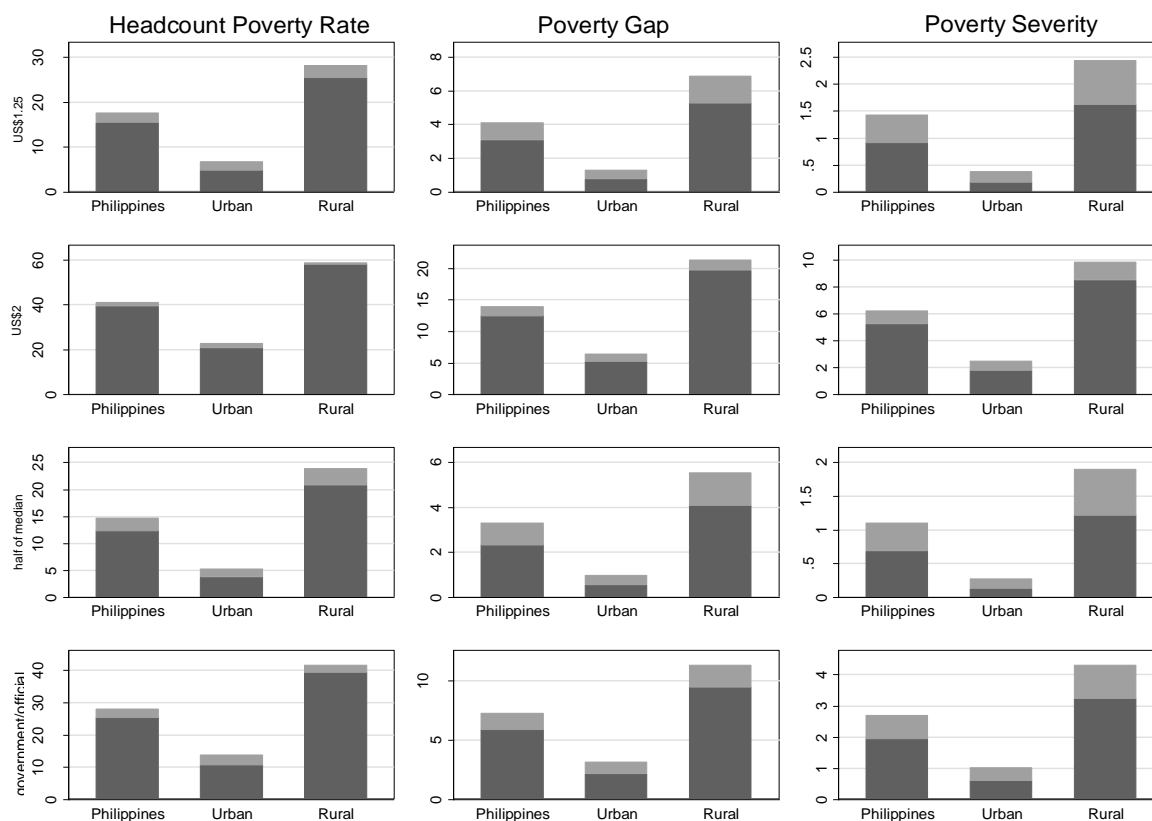 Headcount Poverty Rate
Poverty Gap
Poverty Severity
US$1.25
0 10 20 30
Philippines Urban Rural
0 2 4 6 8
Philippines Urban Rural
0 .5 1 1.5 2 2.5
Philippines Urban Rural
US$2
0 20 40 60
Philippines Urban Rural
0 5 10 15 20
Philippines Urban Rural
0 2 4 6 8 10
Philippines Urban Rural
half of median
0 5 10 15 20 25
Philippines Urban Rural
0 2 4 6
Philippines Urban Rural
0 .5 1 1.5 2
Philippines Urban Rural
government/official
0 10 20 30 40
Philippines Urban Rural
0 5 10
Philippines Urban Rural
0 1 2 3 4
Philippines Urban Rural